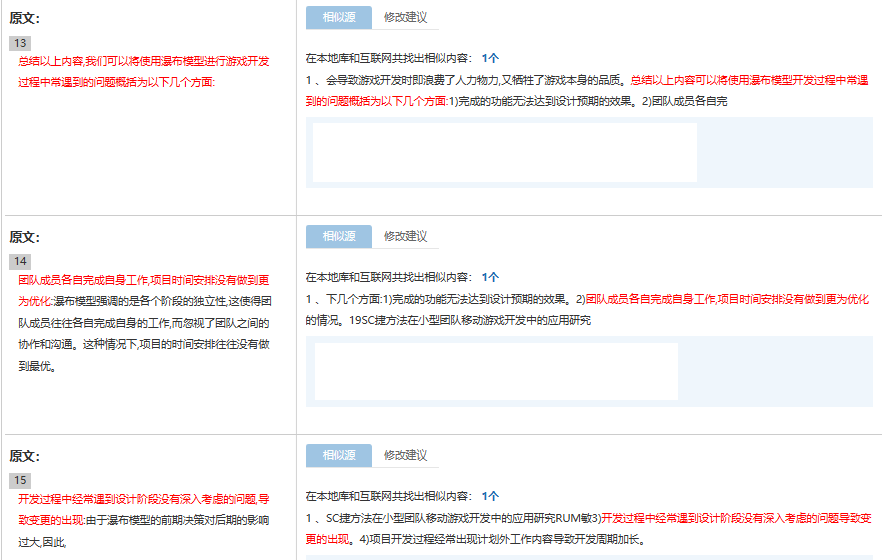 原文:
13
总结以上内容,我们可以将使用瀑布模型进行游戏开发
过程中常遇到的问题概括为以下几个方面:
相似源 修改建议
在本地库和互联网共找出相似内容: 1个
1 、会导致游戏开发时即浪费了人力物力,又牺牲了游戏本身的品质。总结以上内容可以将使用瀑布模型开发过程中常遇
到的问题概括为以下几个方面:1)完成的功能无法达到设计预期的效果。2)团队成员各自完
原文:
14
团队成员各自完成自身工作,项目时间安排没有做到更
为优化:瀑布模型强调的是各个阶段的独立性,这使得团
队成员往往各自完成自身的工作,而忽视了团队之间的
协作和沟通。这种情况下,项目的时间安排往往没有做
到最优。
相似源 修改建议
在本地库和互联网共找出相似内容: 1个
1 、下几个方面:1)完成的功能无法达到设计预期的效果。2)团队成员各自完成自身工作,项目时间安排没有做到更为优化
的情况。19SC捷方法在小型团队移动游戏开发中的应用研究
原文:
15
开发过程中经常遇到设计阶段没有深入考虑的问题,导
致变更的出现:由于瀑布模型的前期决策对后期的影响
过大,因此,
相似源 修改建议
在本地库和互联网共找出相似内容: 1个
1 、SC捷方法在小型团队移动游戏开发中的应用研究RUM敏3)开发过程中经常遇到设计阶段没有深入考虑的问题导致变
更的出现。4)项目开发过程经常出现计划外工作内容导致开发周期加长。